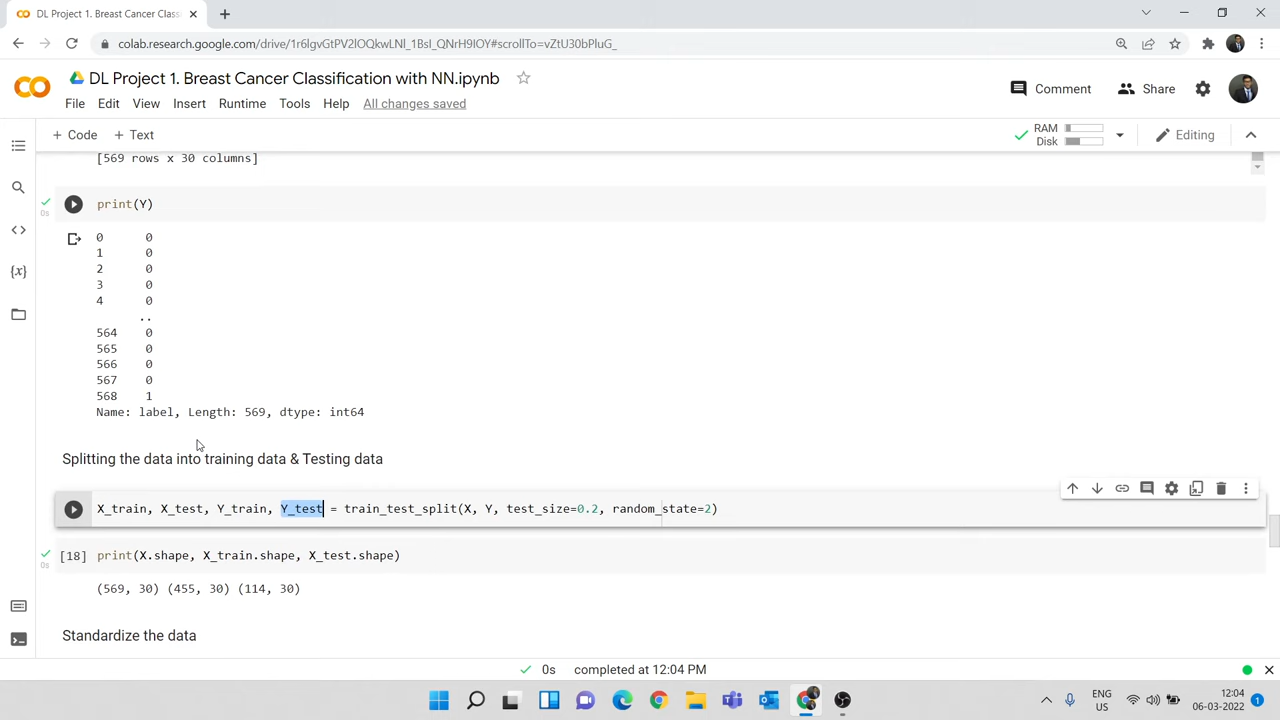 DL Project 1. Breast Cancer Class
colab.research.google.com/drive/1r6lgvGtPV2lOQkwLNl_1BsI_QNrH9IOY#scrollTo=vZtU30bPluG_
DL Project 1. Breast Cancer Classification with NN.ipynb
Comment
Share
File Edit View Insert Runtime Tools Help All changes saved
+ Code + Text
RAM
Disk
Editing
[569 rows x 30 columns]
print(Y)
0s
0 0
1 0
2 0
3 0
4 0
..
564 0
565 0
566 0
567 0
568 1
Name: label, Length: 569, dtype: int64
Splitting the data into training data & Testing data
X_train, X_test, Y_train, Y_test = train_test_split(X, Y, test_size=0.2, random_state=2)
[18] print(X.shape, X_train.shape, X_test.shape)
0s
(569, 30) (455, 30) (114, 30)
Standardize the data
0s completed at 12:04 PM
ENG
US
12:04
06-03-2022
1